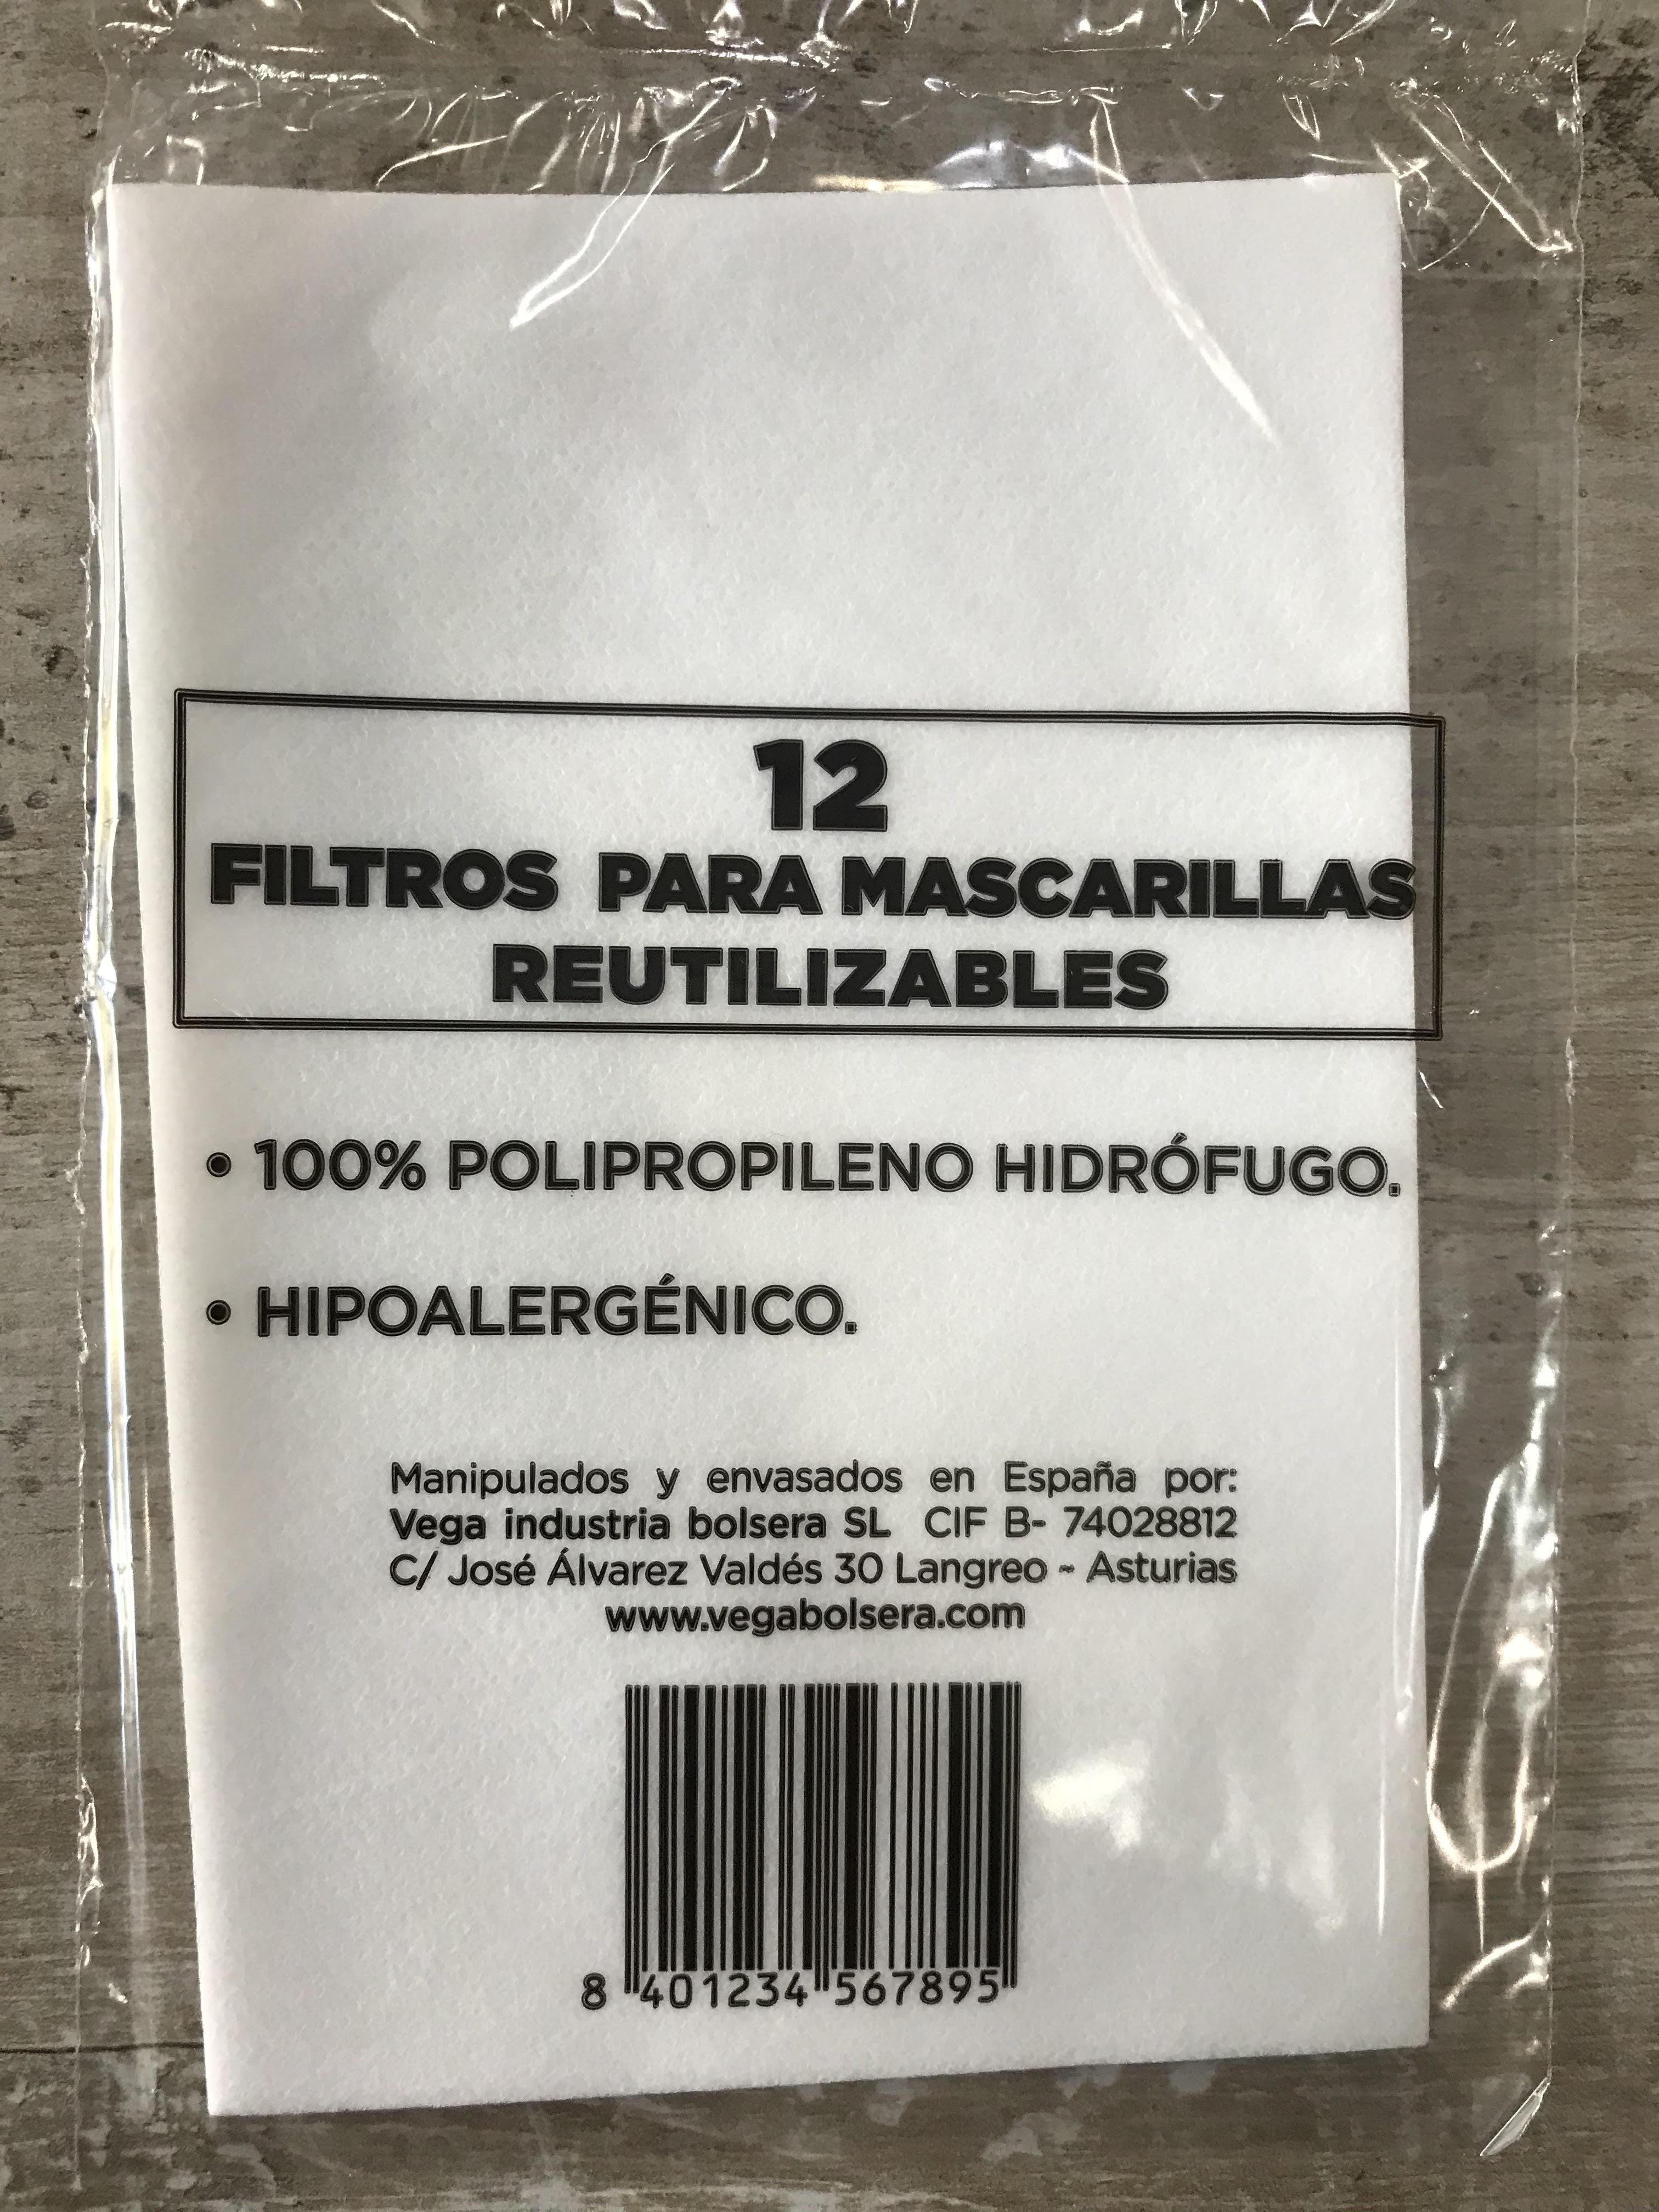 12
FILTROS PARA MASCARILLAS
REUTILIZABLES
• 100% POLIPROPILENO HIDRÓFUGO.
• HIPOALERGÉNICO.
Manipulados y envasados en España por:
Vega industria bolsera SL CIF B- 74028812
C/ José Álvarez Valdés 30 Langreo - Asturias
www.vegabolsera.com
8 401234 567895